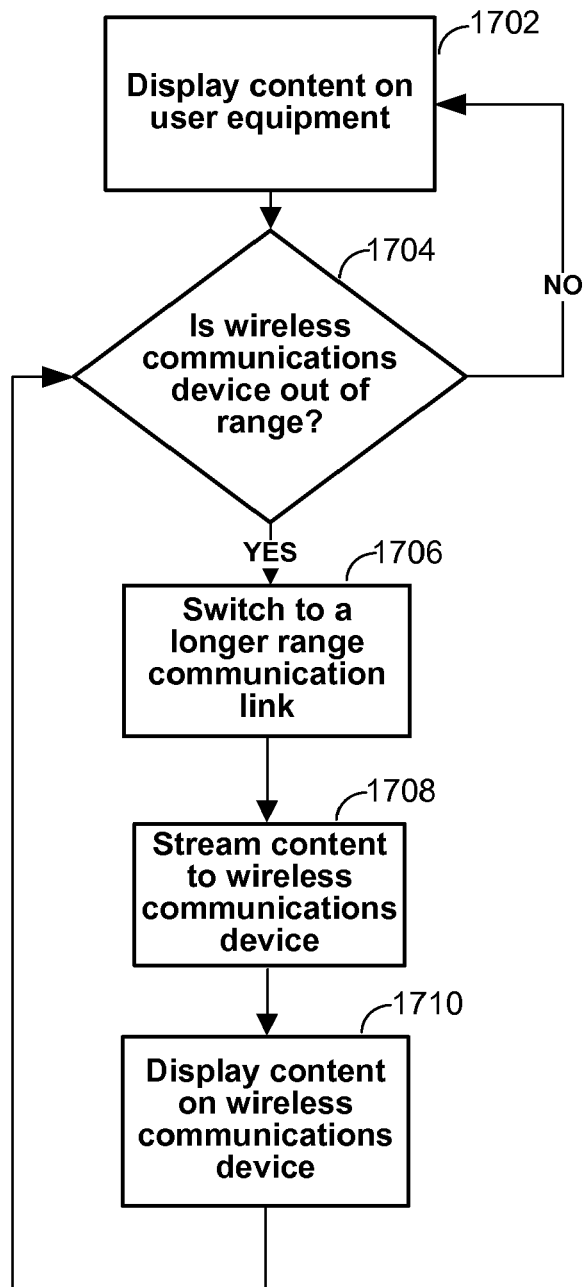 1702
Display content on
user equipment
1704
NO
Is wireless
communications
device out of
range?
YES
1706
Switch to a
longer range
communication
link
1708
Stream content
to wireless
communications
device
1710
Display content
on wireless
communications
device